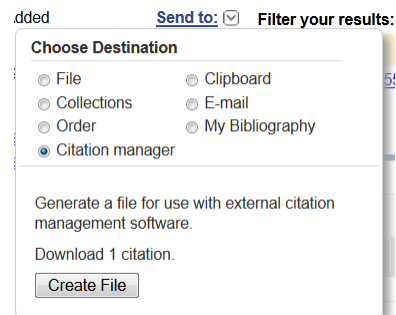 dded Send to: Filter your results:
Choose Destination
File Clipboard
Collections E-mail
Order My Bibliography
Citation manager
Generate a file for use with external citation
management software.
Download 1 citation.
Create File